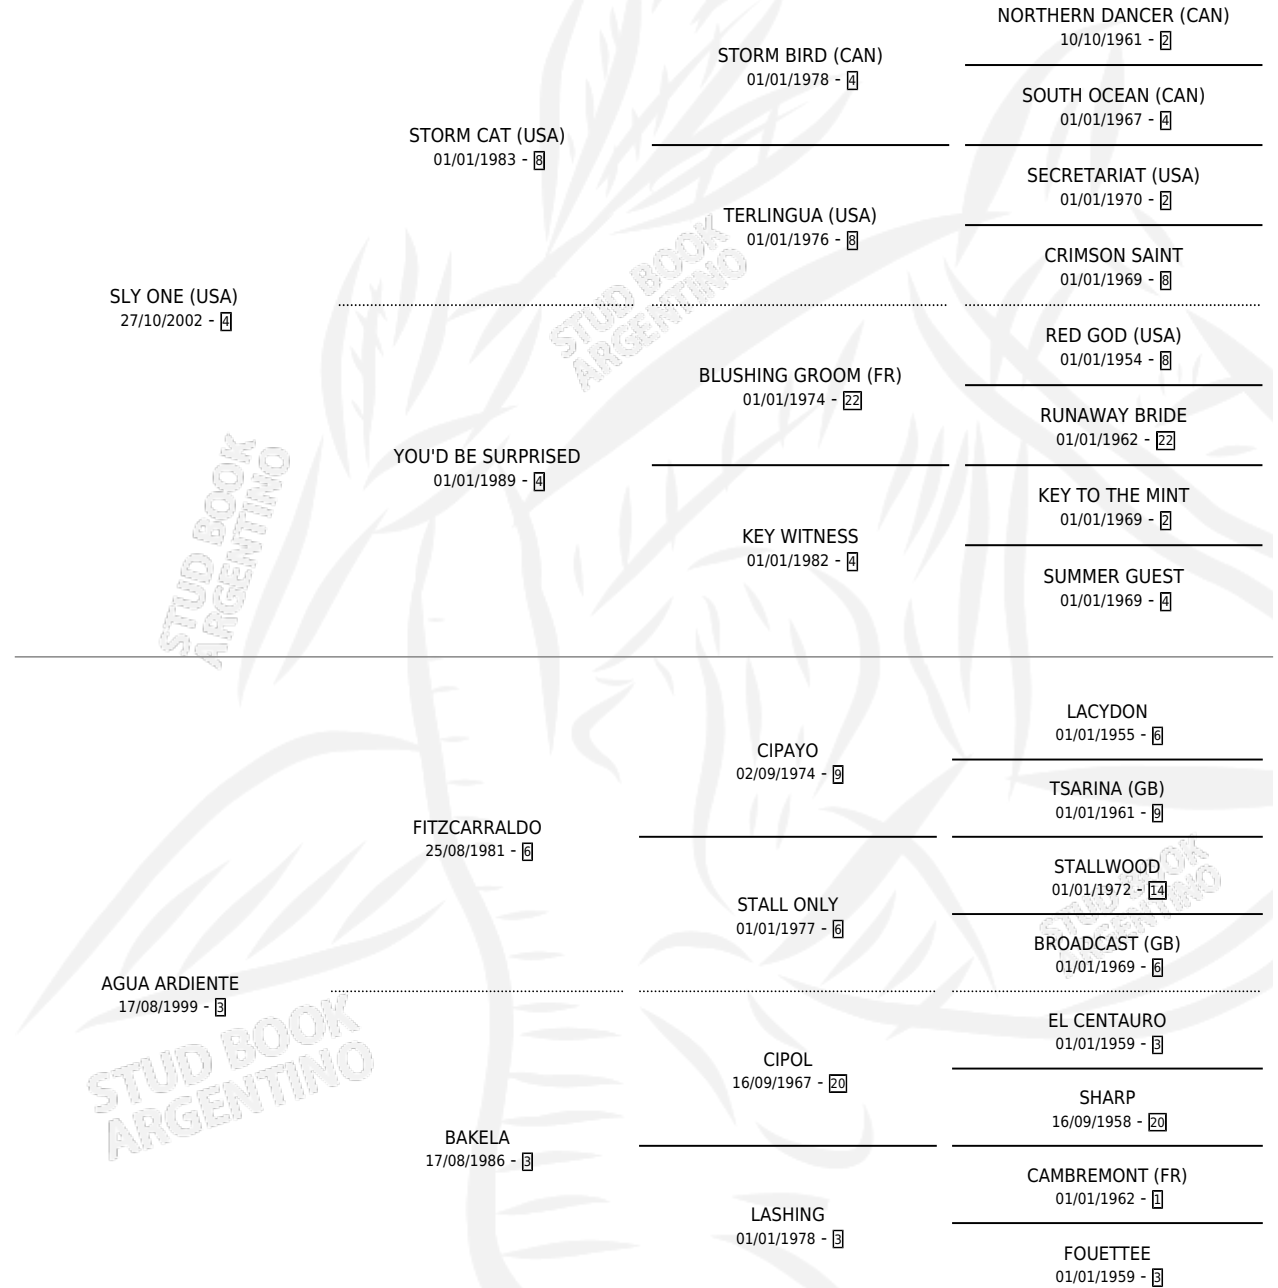 NORTHERN DANCER (CAN)
10/10/1961 - 2
STORM BIRD (CAN)
01/01/1978 - 4
SOUTH OCEAN (CAN)
01/01/1967 - 4
STORM CAT (USA)
01/01/1983 - 8
SECRETARIAT (USA)
01/01/1970 - 2
TERLINGUA (USA)
01/01/1976 - 8
CRIMSON SAINT
01/01/1969 - 8
SLY ONE (USA)
27/10/2002 - 4
RED GOD (USA)
01/01/1954 - 8
BLUSHING GROOM (FR)
01/01/1974 - 22
RUNAWAY BRIDE
01/01/1962 - 22
YOU'D BE SURPRISED
01/01/1989 - 4
KEY TO THE MINT
01/01/1969 - 2
KEY WITNESS
01/01/1982 - 4
SUMMER GUEST
01/01/1969 - 4
STUD BOOK
ARGENTINO
STUD BOOK
ARGENTINO
LACYDON
01/01/1955 - 6
CIPAYO
02/09/1974 - 9
TSARINA (GB)
01/01/1961 - 9
FITZCARRALDO
25/08/1981 - 6
STALLWOOD
01/01/1972 - 14
STALL ONLY
01/01/1977 - 6
BROADCAST (GB)
01/01/1969 - 6
STUD BOOK
ARGENTINO
AGUA ARDIENTE
17/08/1999 - 3
EL CENTAURO
01/01/1959 - 3
CIPOL
16/09/1967 - 20
SHARP
16/09/1958 - 20
STUD BOOK
ARGENTINO
BAKELA
17/08/1986 - 3
CAMBREMONT (FR)
01/01/1962 - 1
LASHING
01/01/1978 - 3
FOUETTEE
01/01/1959 - 3